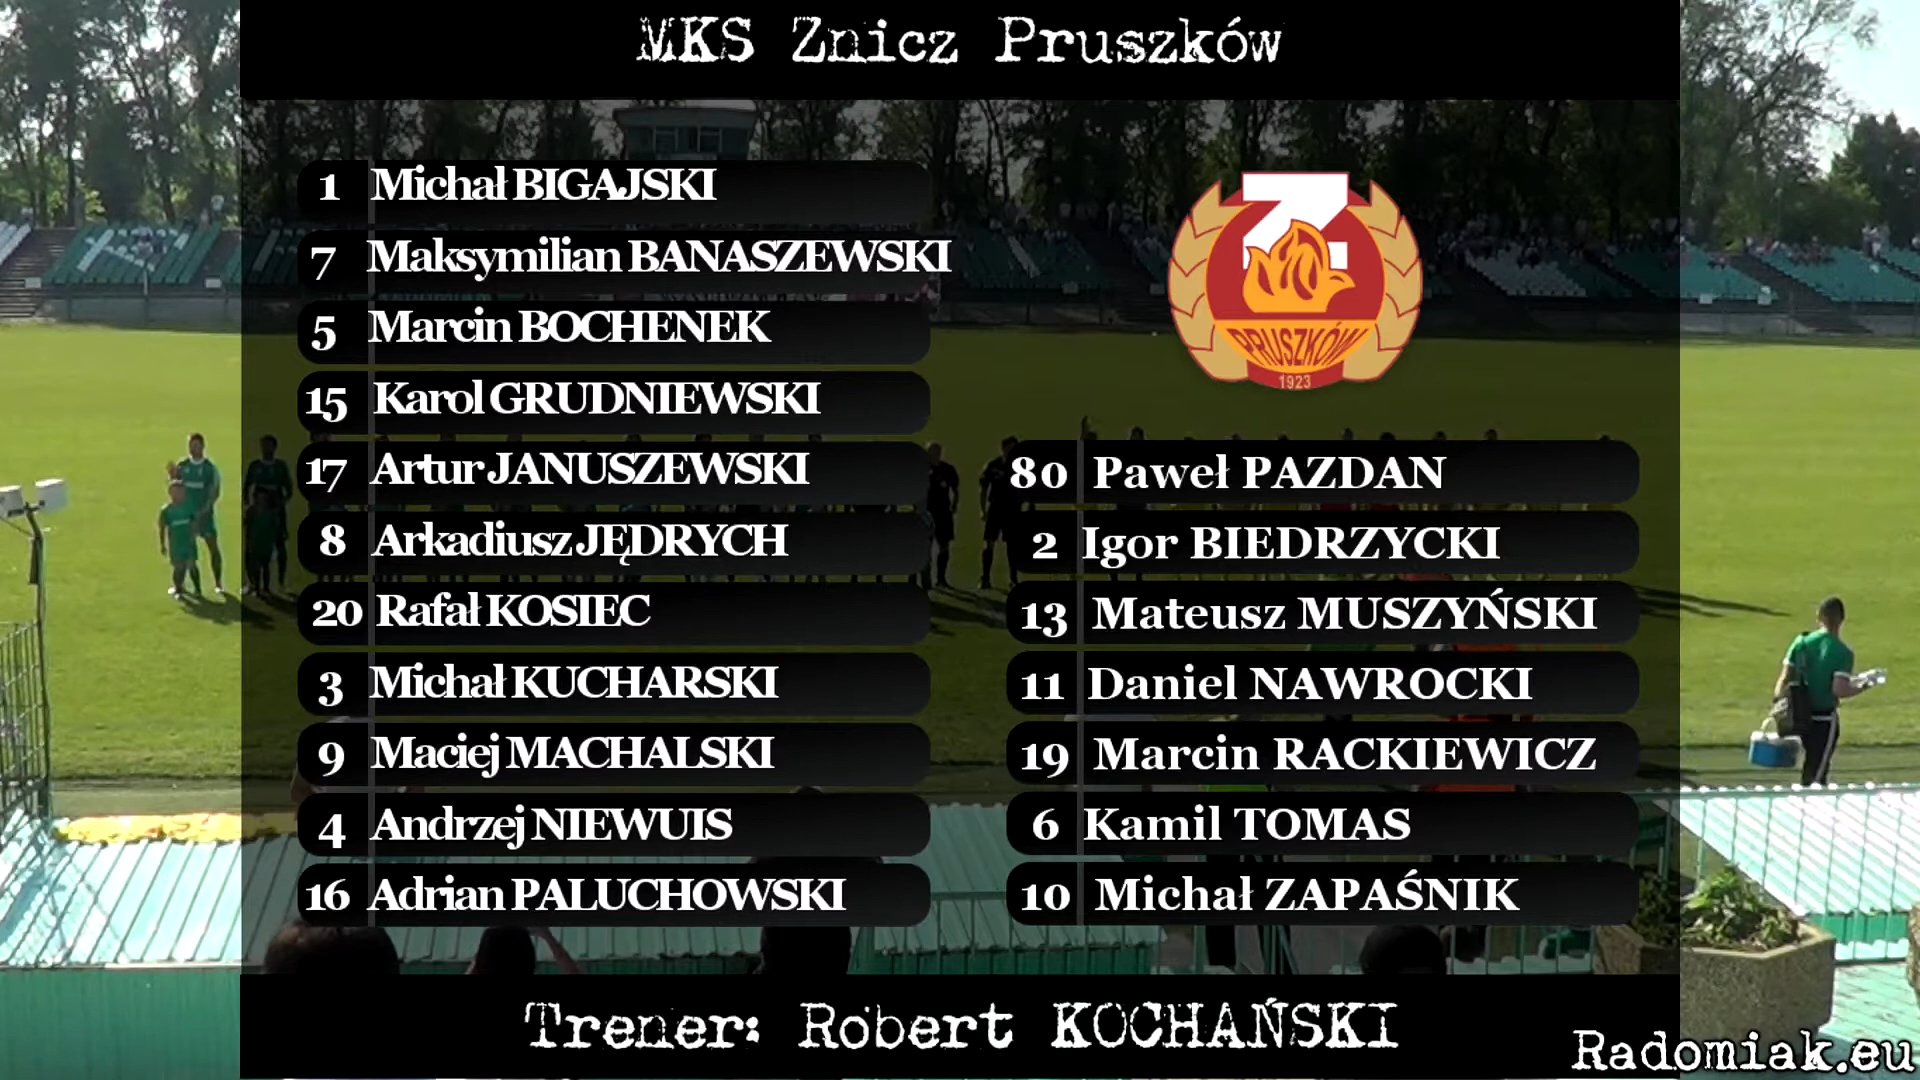 MKS Znicz Pruszków
1 Michał BIGAJSKI
7 Maksymilian BANASZEWSKI
5 Marcin BOCHENEK
15 Karol GRUDNIEWSKI
17 Artur JANUSZEWSKI
8 Arkadiusz JĘDRYCH
20 Rafał KOSIEC
3 Michał KUCHARSKI
9 Maciej MACHALSKI
4 Andrzej NIEWUIS
16 Adrian PALUCHOWSKI
Z
PRUSZKÓW
1923
80 Paweł PAZDAN
2 Igor BIEDRZYCKI
13 Mateusz MUSZYŃSKI
11 Daniel NAWROCKI
19 Marcin RACKIEWICZ
6 Kamil TOMAS
10 Michał ZAPAŚNIK
Trener: Robert KOCHAŃSKI
Radomiak.eu